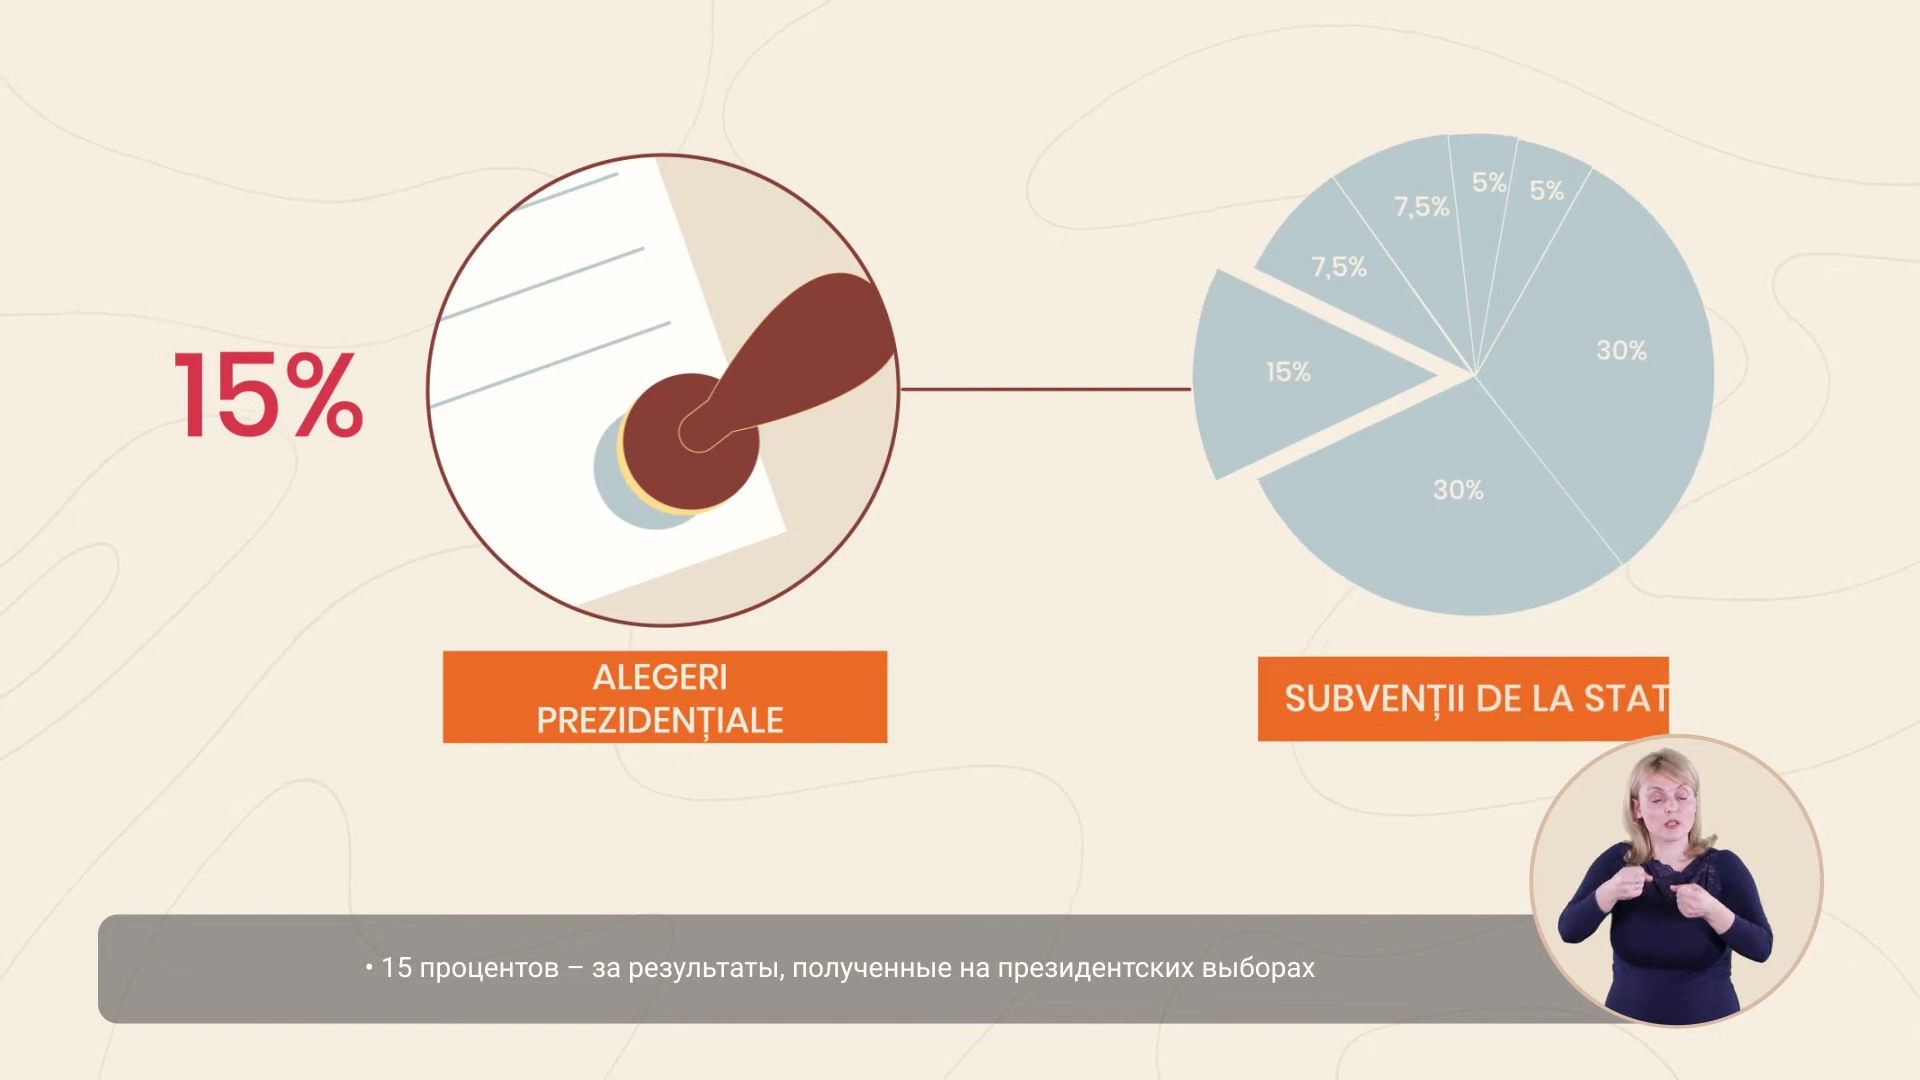 15%
ALEGERI
PREZIDENȚIALE
5%
5%
7,5%
7,5%
30%
15%
30%
SUBVENȚII DE LA STAT
• 15 процентов – за результаты, полученные на президентских выборах